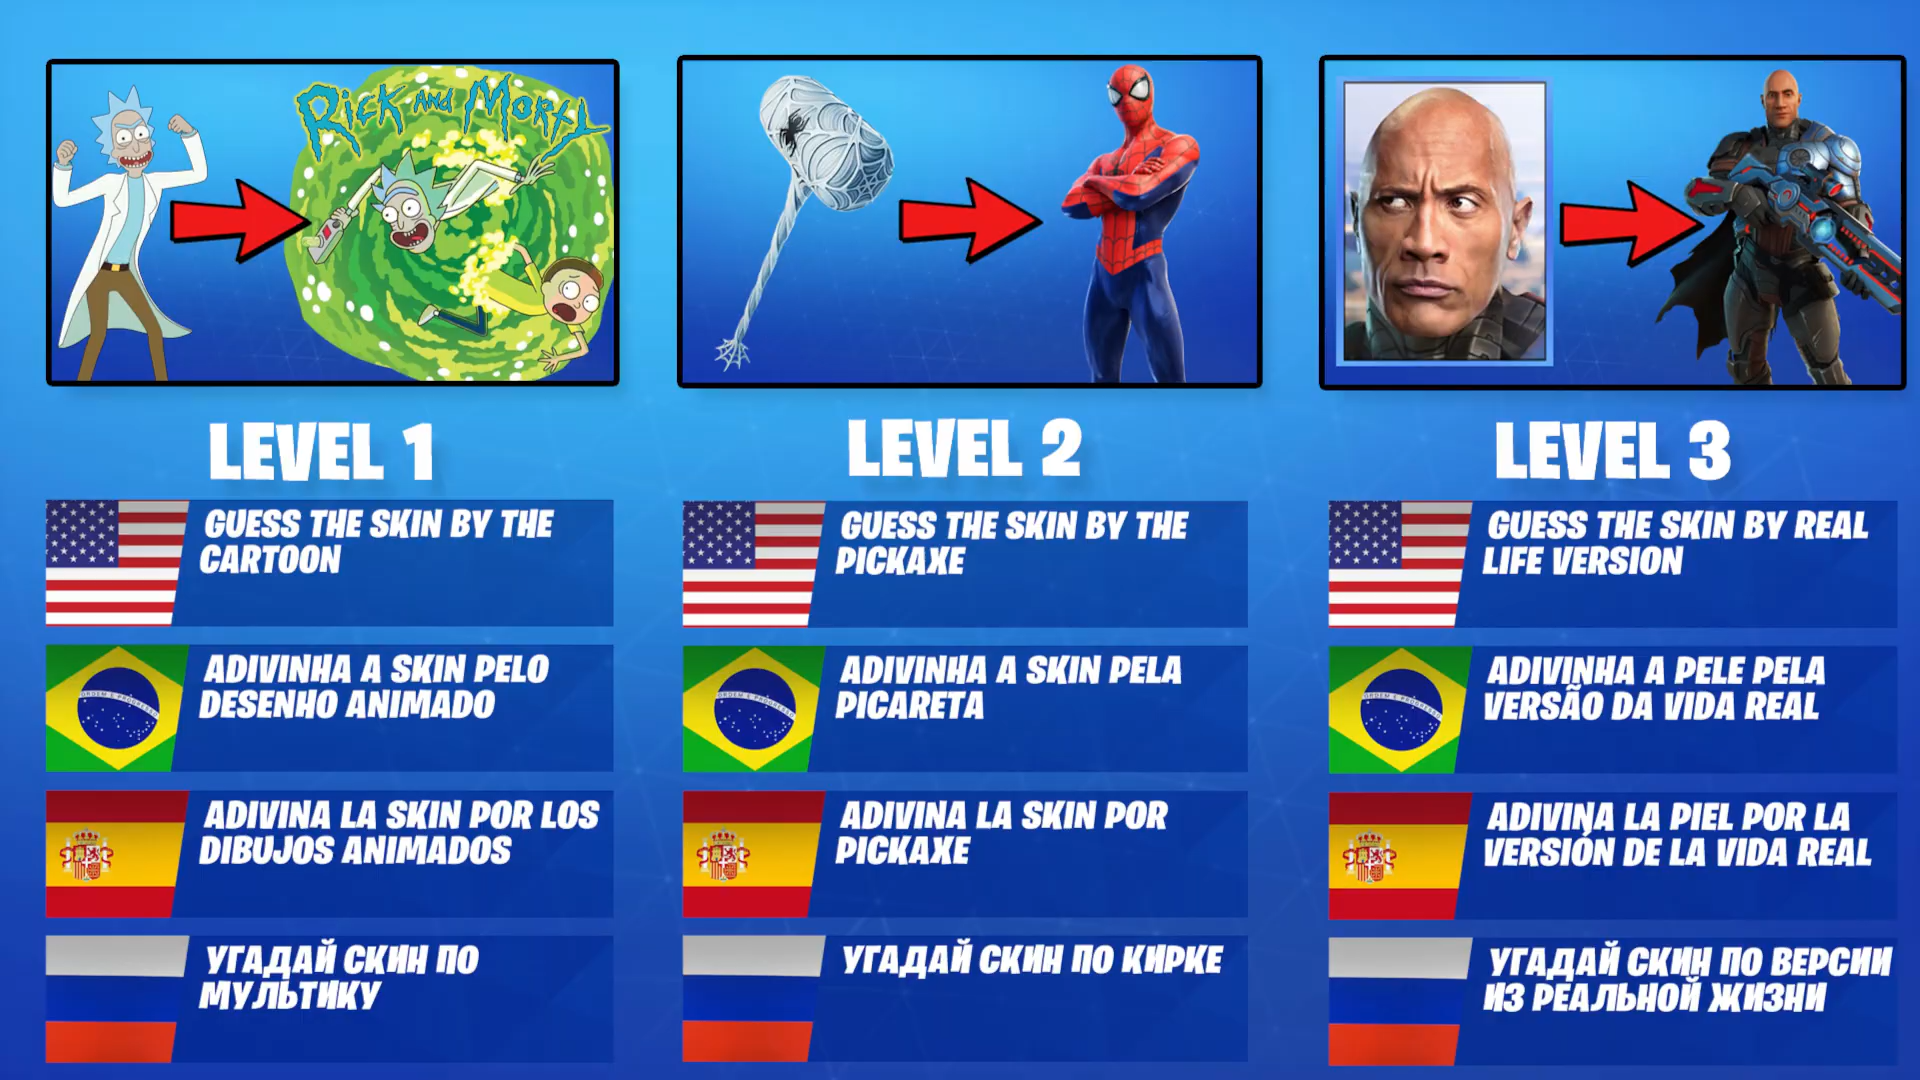 Rick and Morty
LEVEL 1
GUESS THE SKIN BY THE
CARTOON
ADIVINHA A SKIN PELO
DESENHO ANIMADO
ADIVINA LA SKIN POR LOS
DIBUJOS ANIMADOS
УГАДАЙ СКИН ПО
МУЛЬТИКУ
LEVEL 2
GUESS THE SKIN BY THE
PICKAXE
ADIVINHA A SKIN PELA
PICARETA
ADIVINA LA SKIN POR
PICKAXE
УГАДАЙ СКИН ПО КИРКЕ
LEVEL 3
GUESS THE SKIN BY REAL
LIFE VERSION
ADIVINHA A PELE PELA
VERSÃO DA VIDA REAL
ADIVINA LA PIEL POR LA
VERSIÓN DE LA VIDA REAL
УГАДАЙ СКИН ПО ВЕРСИИ
ИЗ РЕАЛЬНОЙ ЖИЗНИ